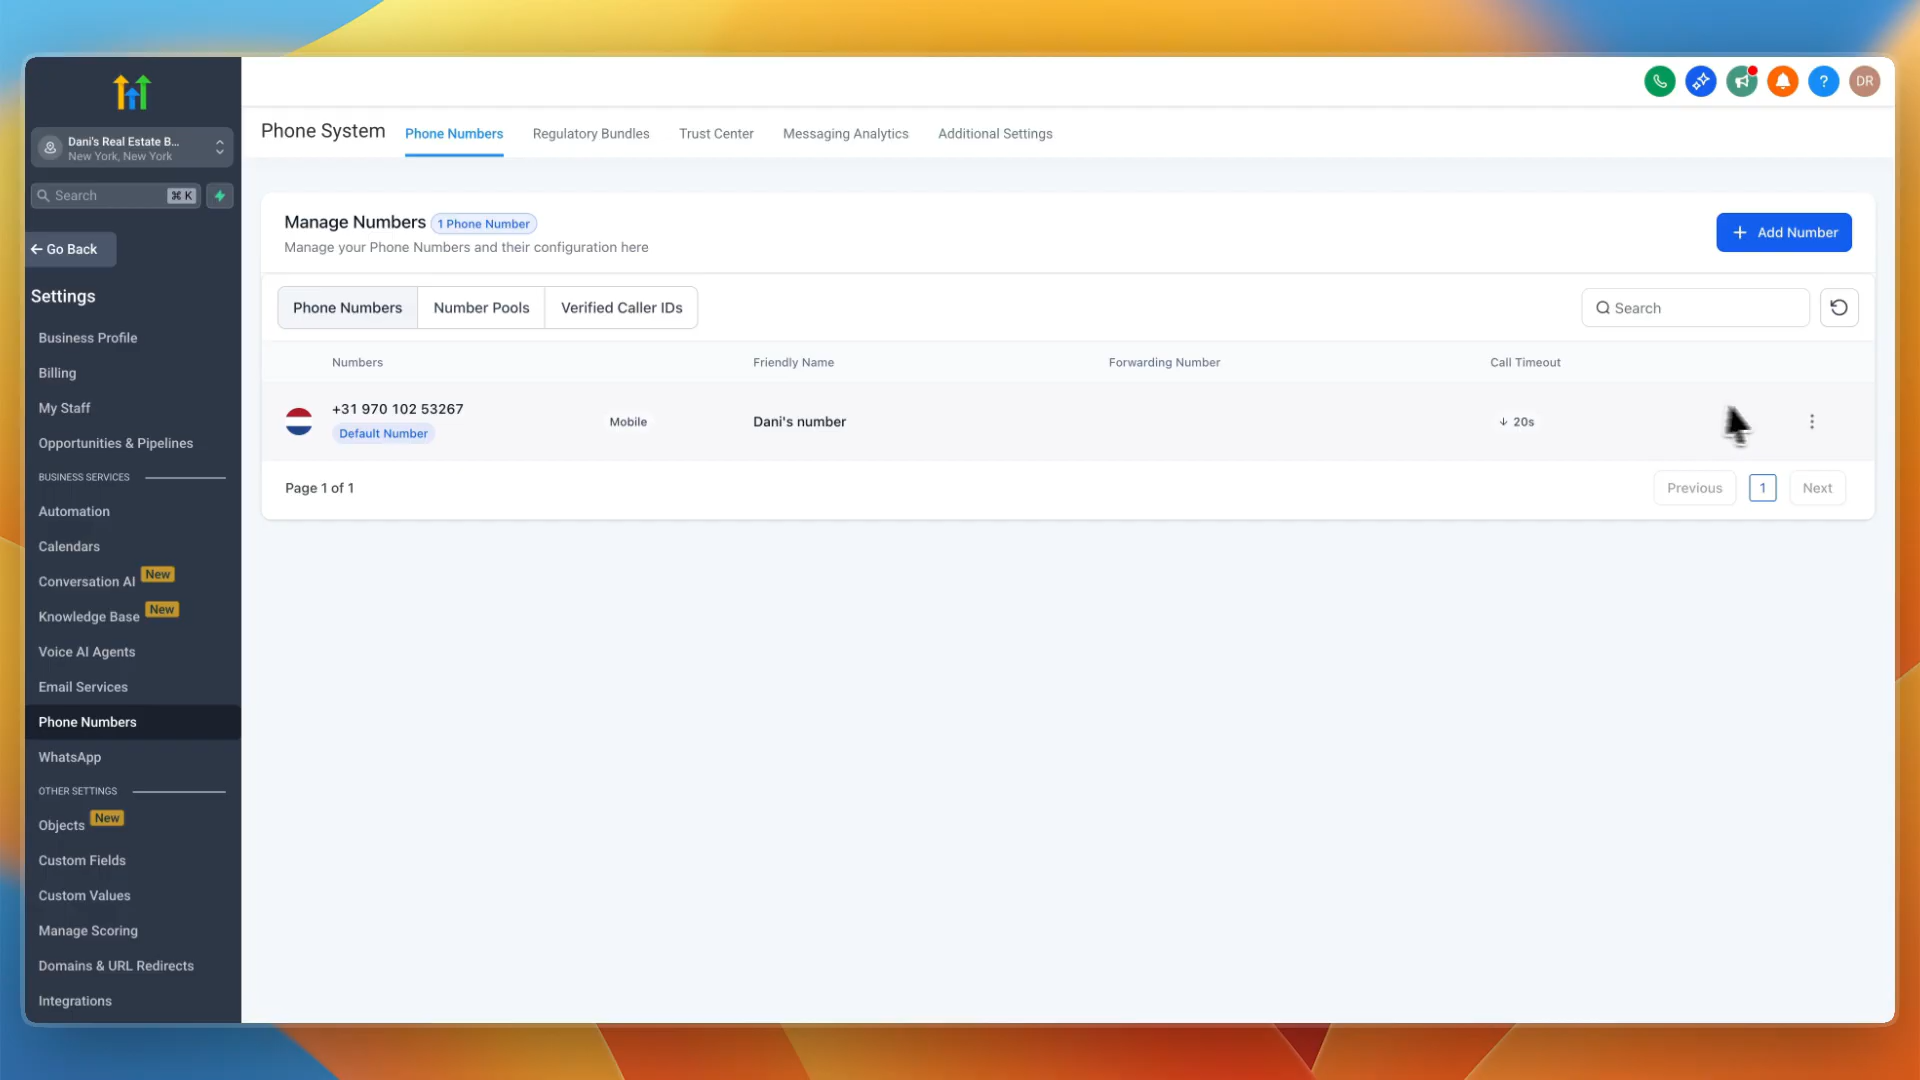 Dani's Real Estate B...
New York, New York
Search
⌘ K
← Go Back
Settings
Business Profile
Billing
My Staff
Opportunities & Pipelines
BUSINESS SERVICES
Automation
Calendars
Conversation AI New
Knowledge Base New
Voice AI Agents
Email Services
Phone Numbers
WhatsApp
OTHER SETTINGS
Objects New
Custom Fields
Custom Values
Manage Scoring
Domains & URL Redirects
Integrations
?
DR
Phone System
Phone Numbers
Regulatory Bundles
Trust Center
Messaging Analytics
Additional Settings
Manage Numbers 1 Phone Number
Manage your Phone Numbers and their configuration here
+ Add Number
Phone Numbers
Number Pools
Verified Caller IDs
Search
Numbers
Friendly Name
Forwarding Number
Call Timeout
+31 970 102 53267
Default Number
Mobile
Dani's number
↓ 20s
Page 1 of 1
Previous
1
Next